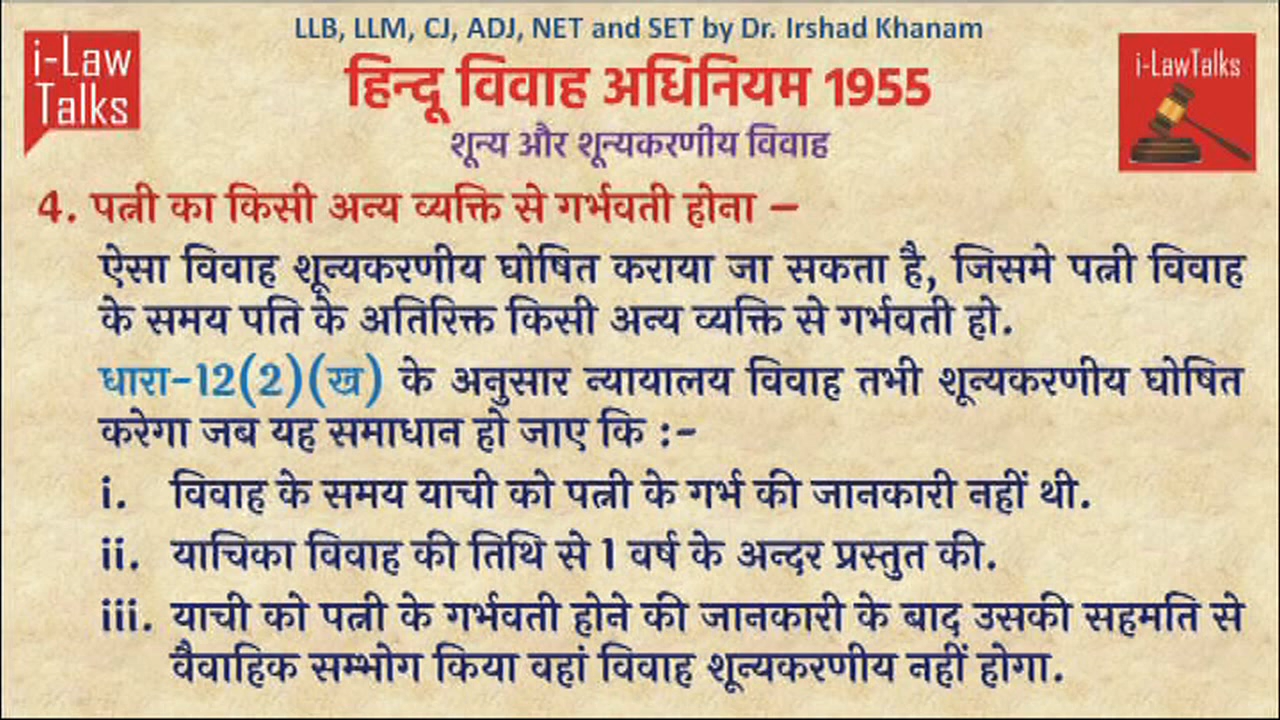 LLB, LLM, CJ, ADJ, NET and SET by Dr. Irshad Khanam
i-Law
Talks
हिन्दू विवाह अधिनियम 1955
i-LawTalks
शून्य और शून्यकरणीय विवाह
4. पत्नी का किसी अन्य व्यक्ति से गर्भवती होना –
ऐसा विवाह शून्यकरणीय घोषित कराया जा सकता है, जिसमे पत्नी विवाह
के समय पति के अतिरिक्त किसी अन्य व्यक्ति से गर्भवती हो.
धारा-12(2)(ख) के अनुसार न्यायालय विवाह तभी शून्यकरणीय घोषित
करेगा जब यह समाधान हो जाए कि :-
i. विवाह के समय याची को पत्नी के गर्भ की जानकारी नहीं थी.
ii. याचिका विवाह की तिथि से 1 वर्ष के अन्दर प्रस्तुत की.
iii. याची को पत्नी के गर्भवती होने की जानकारी के बाद उसकी सहमति से
वैवाहिक सम्भोग किया वहां विवाह शून्यकरणीय नहीं होगा.